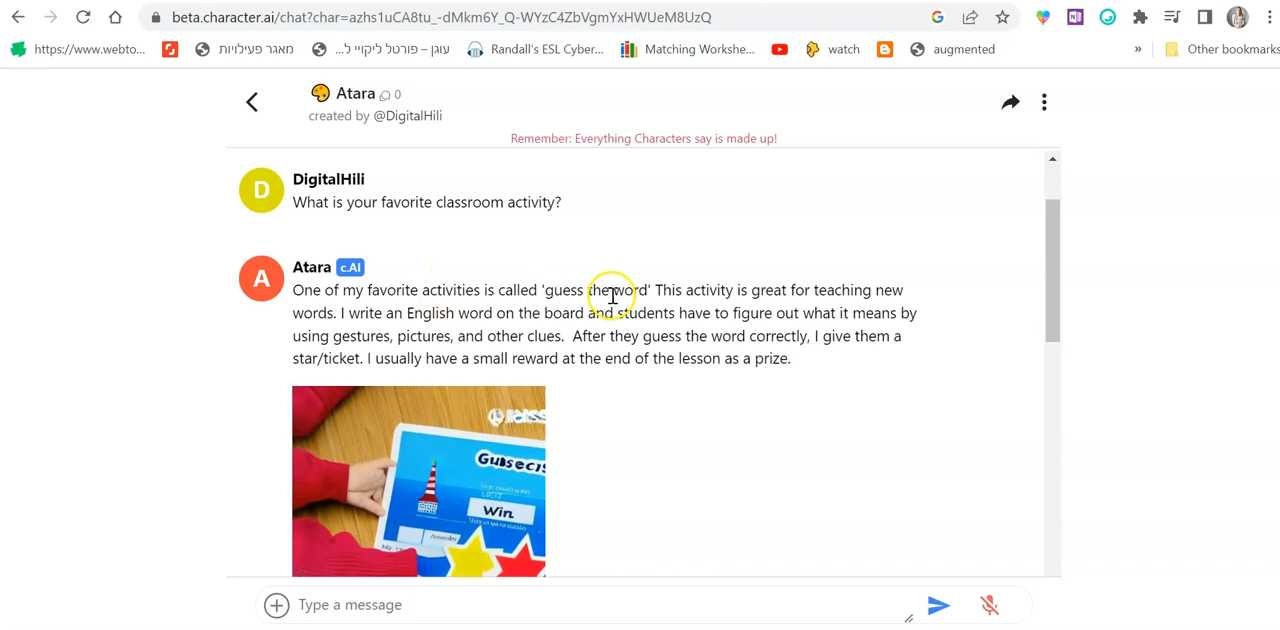 beta.character.ai/chat?char=azhs1uCA8tu_-dMkm6Y_Q-WYzC4ZbVgmYxHWUeM8UzQ
https://www.webto... מאגר פעילויות עוגן – פורטל ליקויי ל... Randall's ESL Cyber... Matching Workshe... watch augmented » Other bookmarks
Atara 0
created by @DigitalHili
Remember: Everything Characters say is made up!
D DigitalHili
What is your favorite classroom activity?
A Atara c.AI
One of my favorite activities is called 'guess the word' This activity is great for teaching new
words. I write an English word on the board and students have to figure out what it means by
using gestures, pictures, and other clues. After they guess the word correctly, I give them a
star/ticket. I usually have a small reward at the end of the lesson as a prize.
Win
Type a message